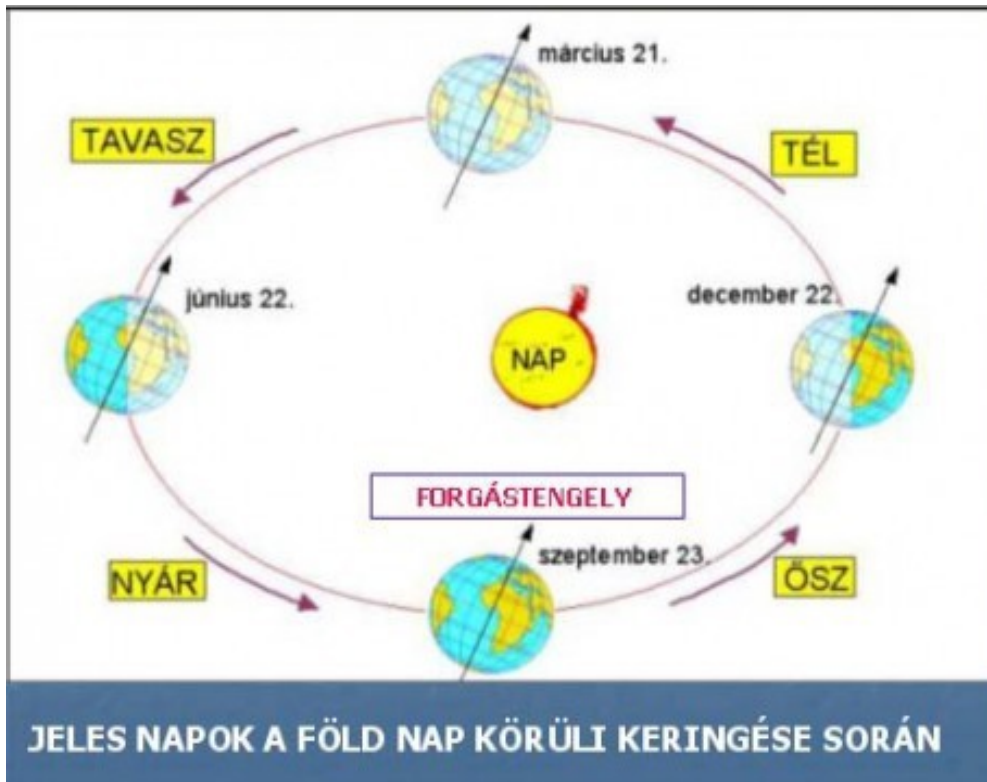 március 21.
TAVASZ
TÉL
június 22.
december 22.
NAP
FORGÁSTENGELY
szeptember 23.
NYÁR
ŐSZ
JELES NAPOK A FÖLD NAP KÖRÜLI KERINGÉSE SORÁN